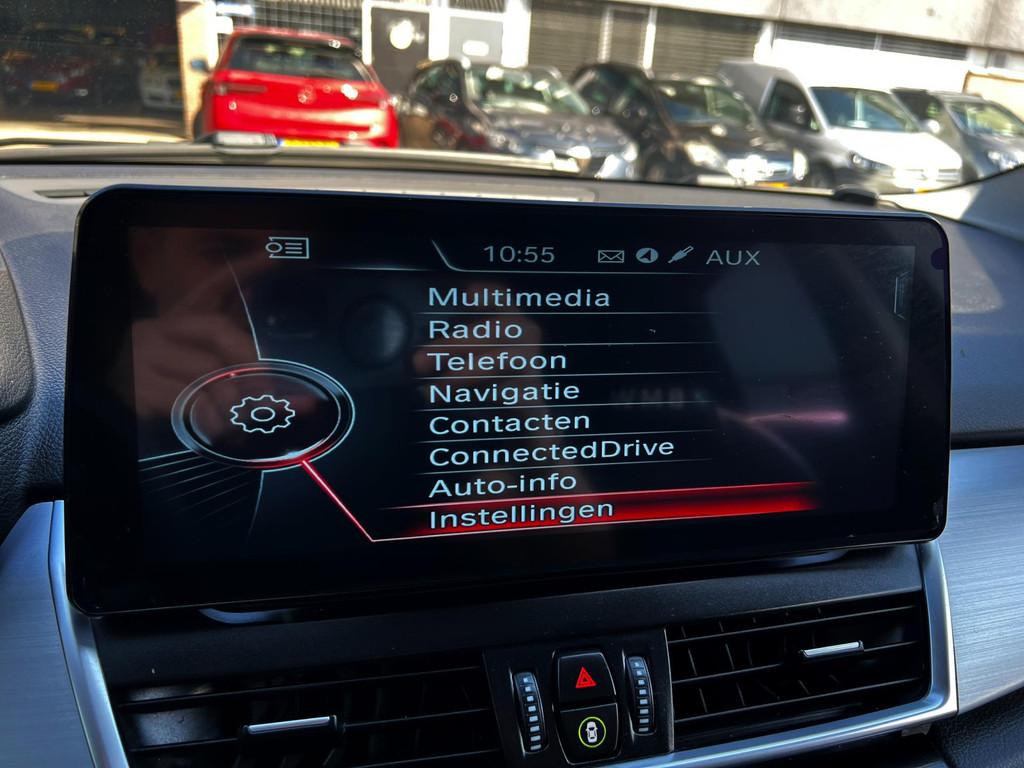 10:55 AUX
Multimedia
Radio
Telefoon
Navigatie
Contacten
ConnectedDrive
Auto-info
Instellingen